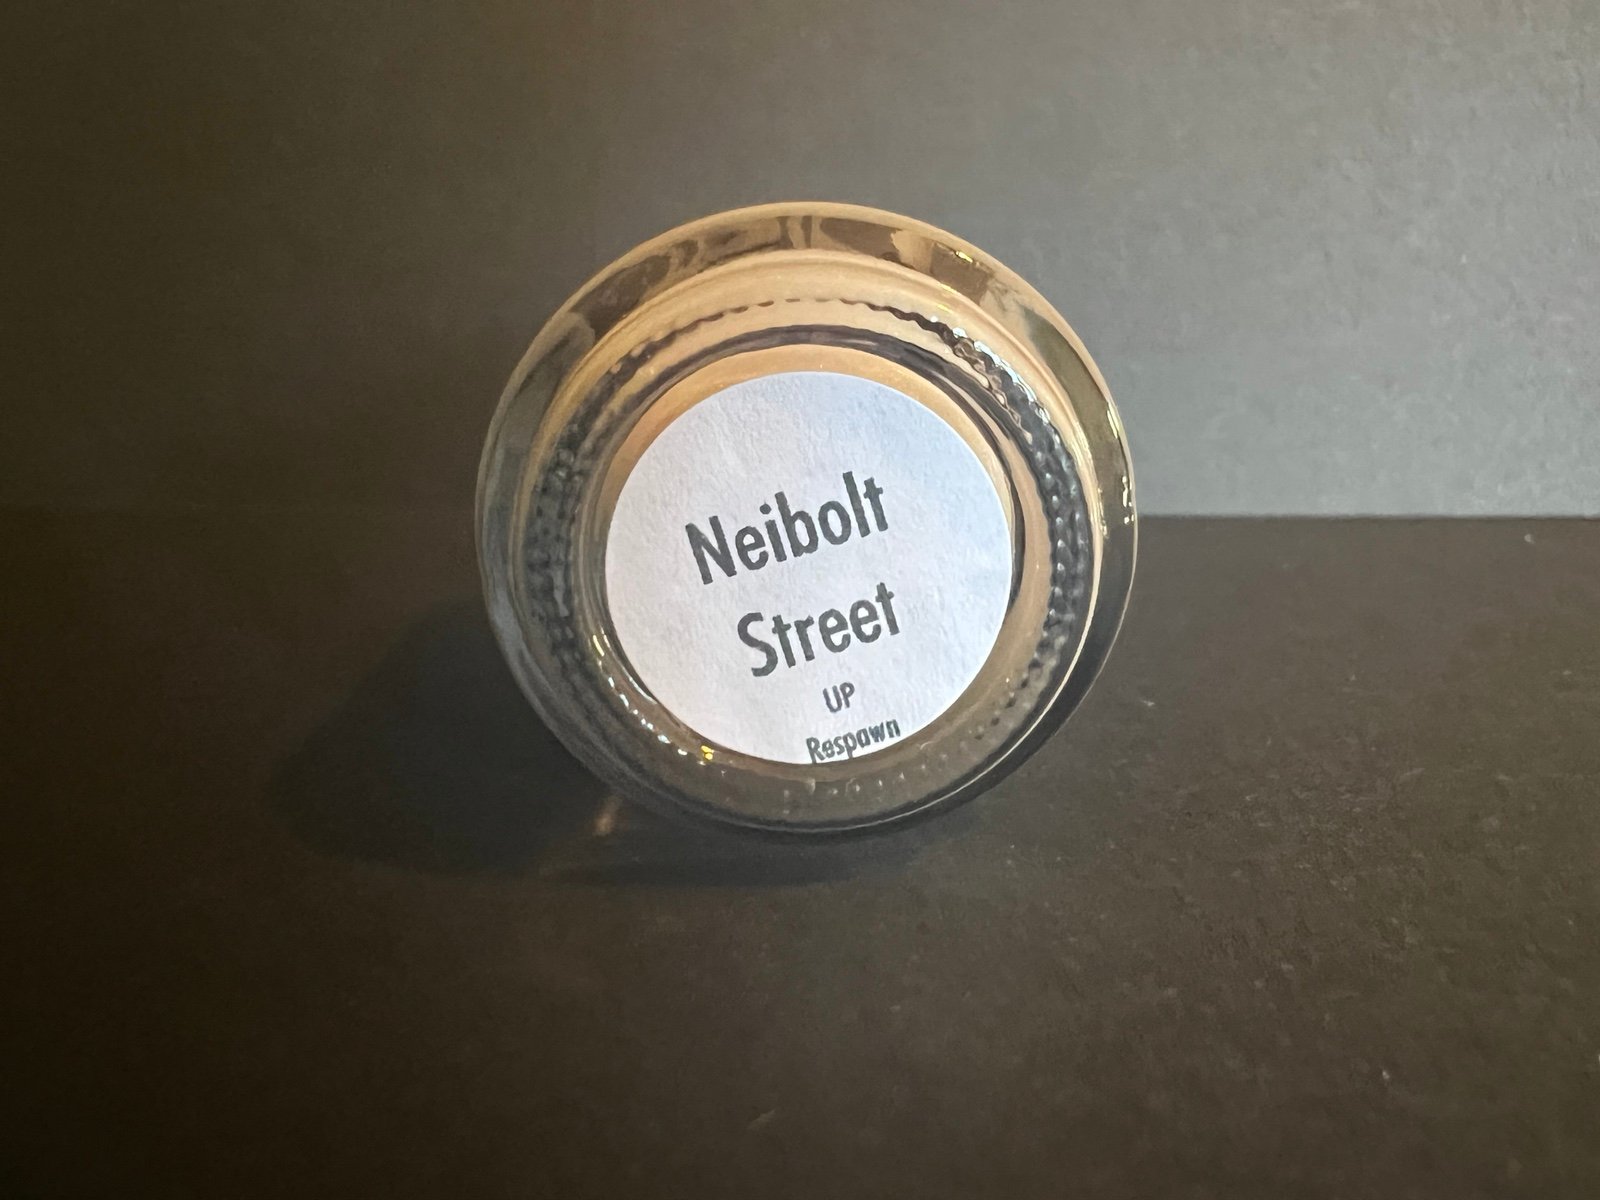 Neibolt
Street
UP
Respawn